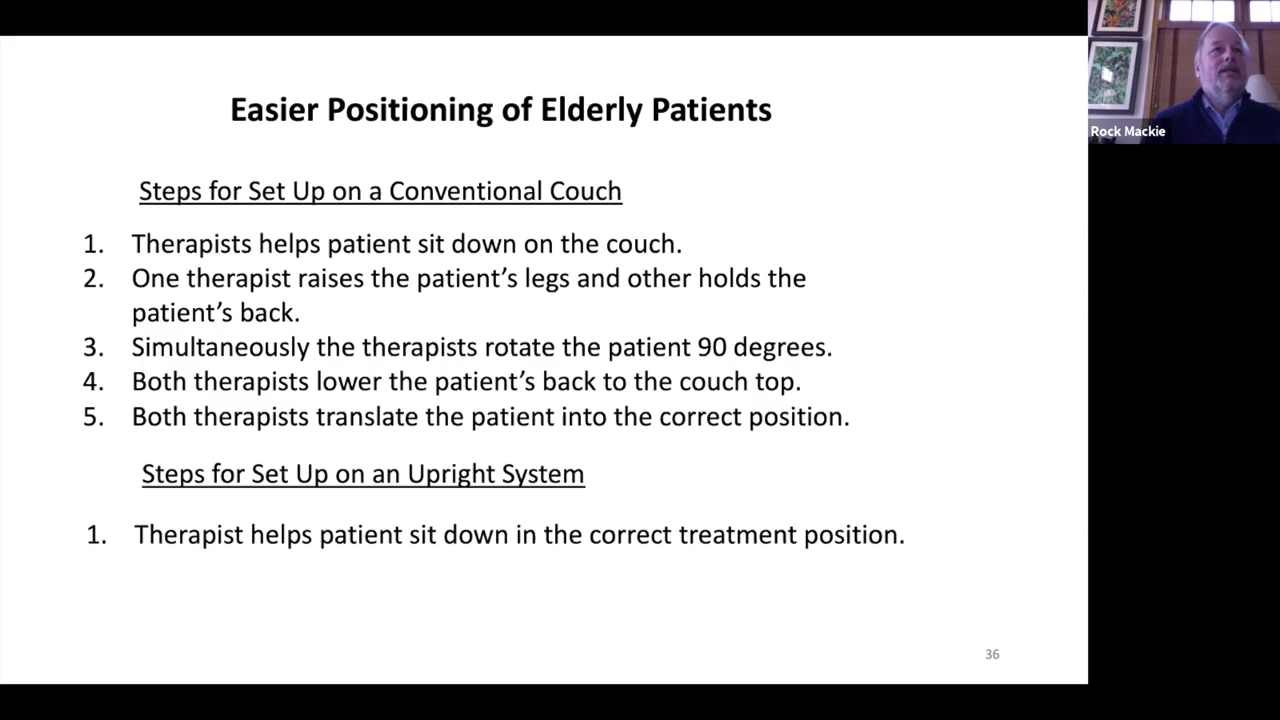 Easier Positioning of Elderly Patients
Rock Mackie
Steps for Set Up on a Conventional Couch
1. Therapists helps patient sit down on the couch.
2. One therapist raises the patient’s legs and other holds the
patient’s back.
3. Simultaneously the therapists rotate the patient 90 degrees.
4. Both therapists lower the patient’s back to the couch top.
5. Both therapists translate the patient into the correct position.
Steps for Set Up on an Upright System
1. Therapist helps patient sit down in the correct treatment position.
36